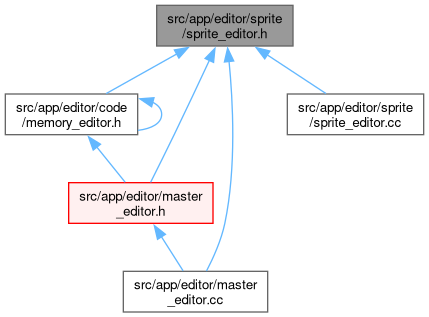 src/app/editor/sprite
/sprite_editor.h
src/app/editor/code
/memory_editor.h
src/app/editor/sprite
/sprite_editor.cc
src/app/editor/master
_editor.h
src/app/editor/master
_editor.cc